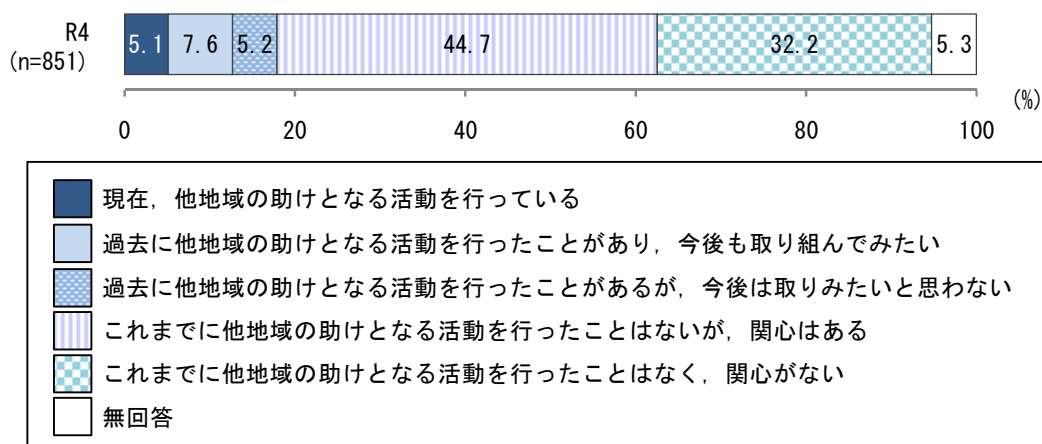 R4
(n=851)
5.1 7.6 5.2 44.7 32.2 5.3
(%)
0 20 40 60 80 100
現在，他地域の助けとなる活動を行っている
過去に他地域の助けとなる活動を行ったことがあり，今後も取り組んでみたい
過去に他地域の助けとなる活動を行ったことがあるが，今後は取りみたいと思わない
これまでに他地域の助けとなる活動を行ったことはないが，関心はある
これまでに他地域の助けとなる活動を行ったことはなく，関心がない
無回答